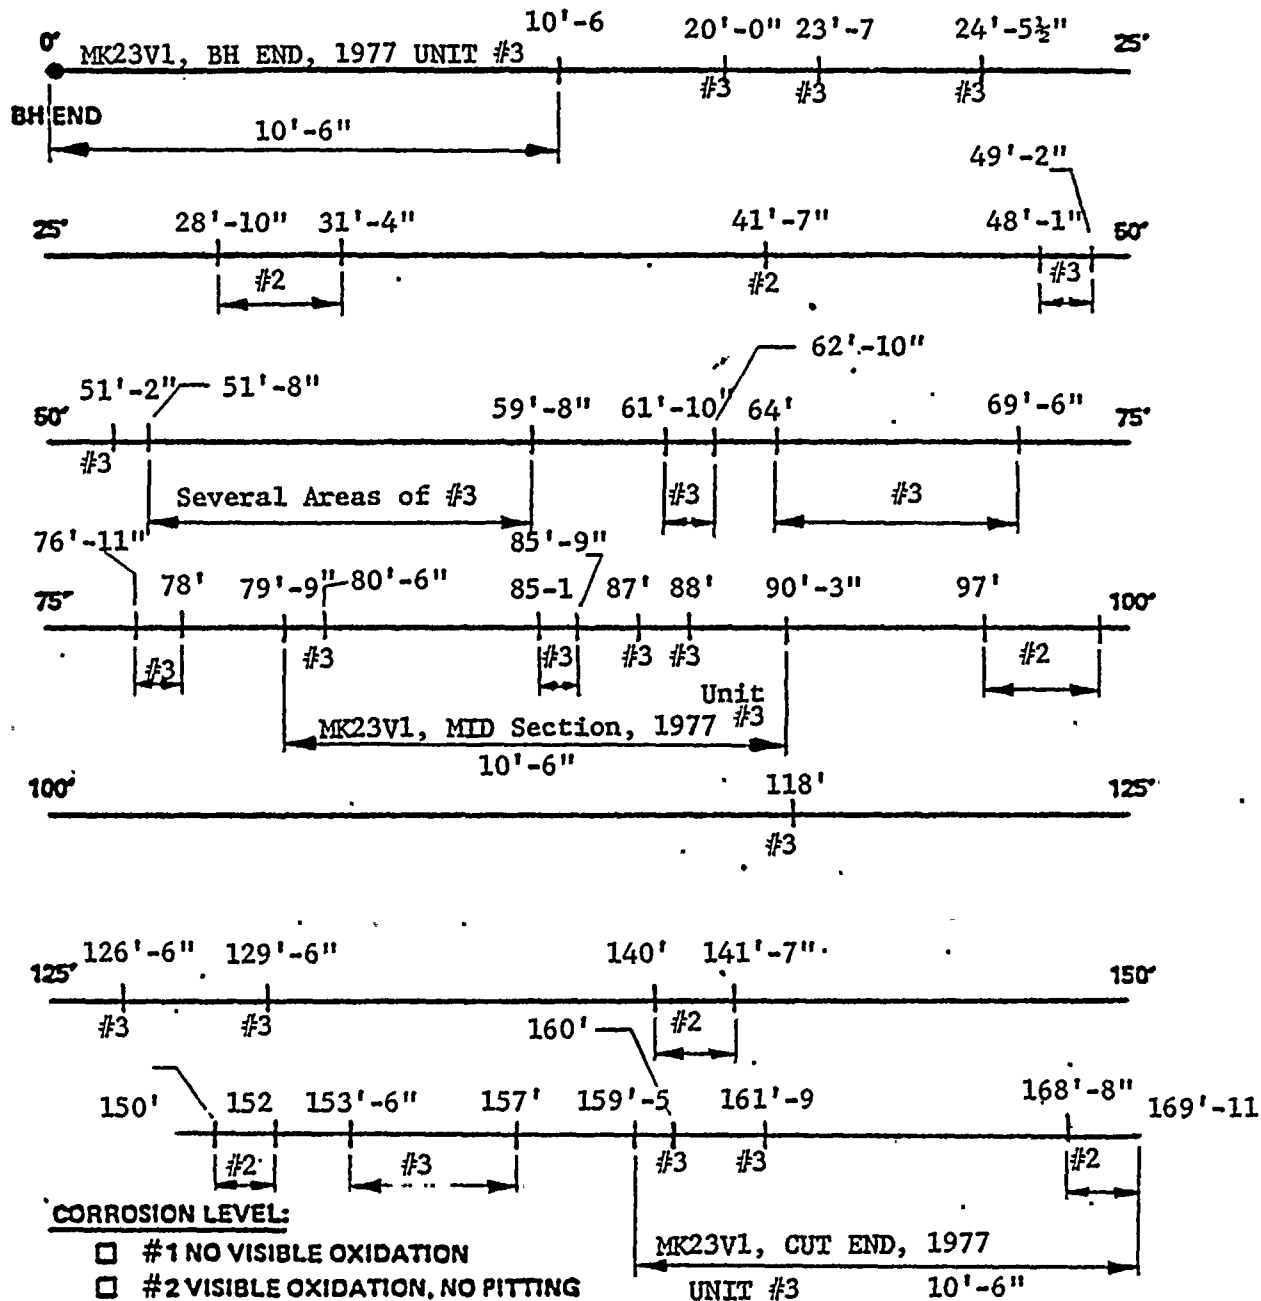 10'-6 20'-0" 23'-7 24'-5½" 25'
0' MK23V1, BH END, 1977 UNIT #3
#3 #3 #3
BH END
10'-6"
49'-2"
25' 28'-10" 31'-4" 41'-7" 48'-1" 50'
#2 #2 #3
62'-10"
51'-2" 51'-8"
50' 59'-8" 61'-10" 64' 69'-6" 75'
#3
Several Areas of #3 #3 #3
76'-11" 85'-9"
75' 78' 79'-9" 80'-6" 85-1 87' 88' 90'-3" 97' 100'
#3 #3 #3 #3 #3 #2
Unit
MK23V1, MID Section, 1977 #3
10'-6"
100' 118' 125'
#3
125' 126'-6" 129'-6" 140' 141'-7" 150'
#3 #3 #2
160'
150' 152 153'-6" 157' 159'-5 161'-9 168'-8" 169'-11
#2 #3 #3 #3 #2
CORROSION LEVEL:
#1 NO VISIBLE OXIDATION
#2 VISIBLE OXIDATION, NO PITTING
MK23V1, CUT END, 1977
UNIT #3 10'-6"